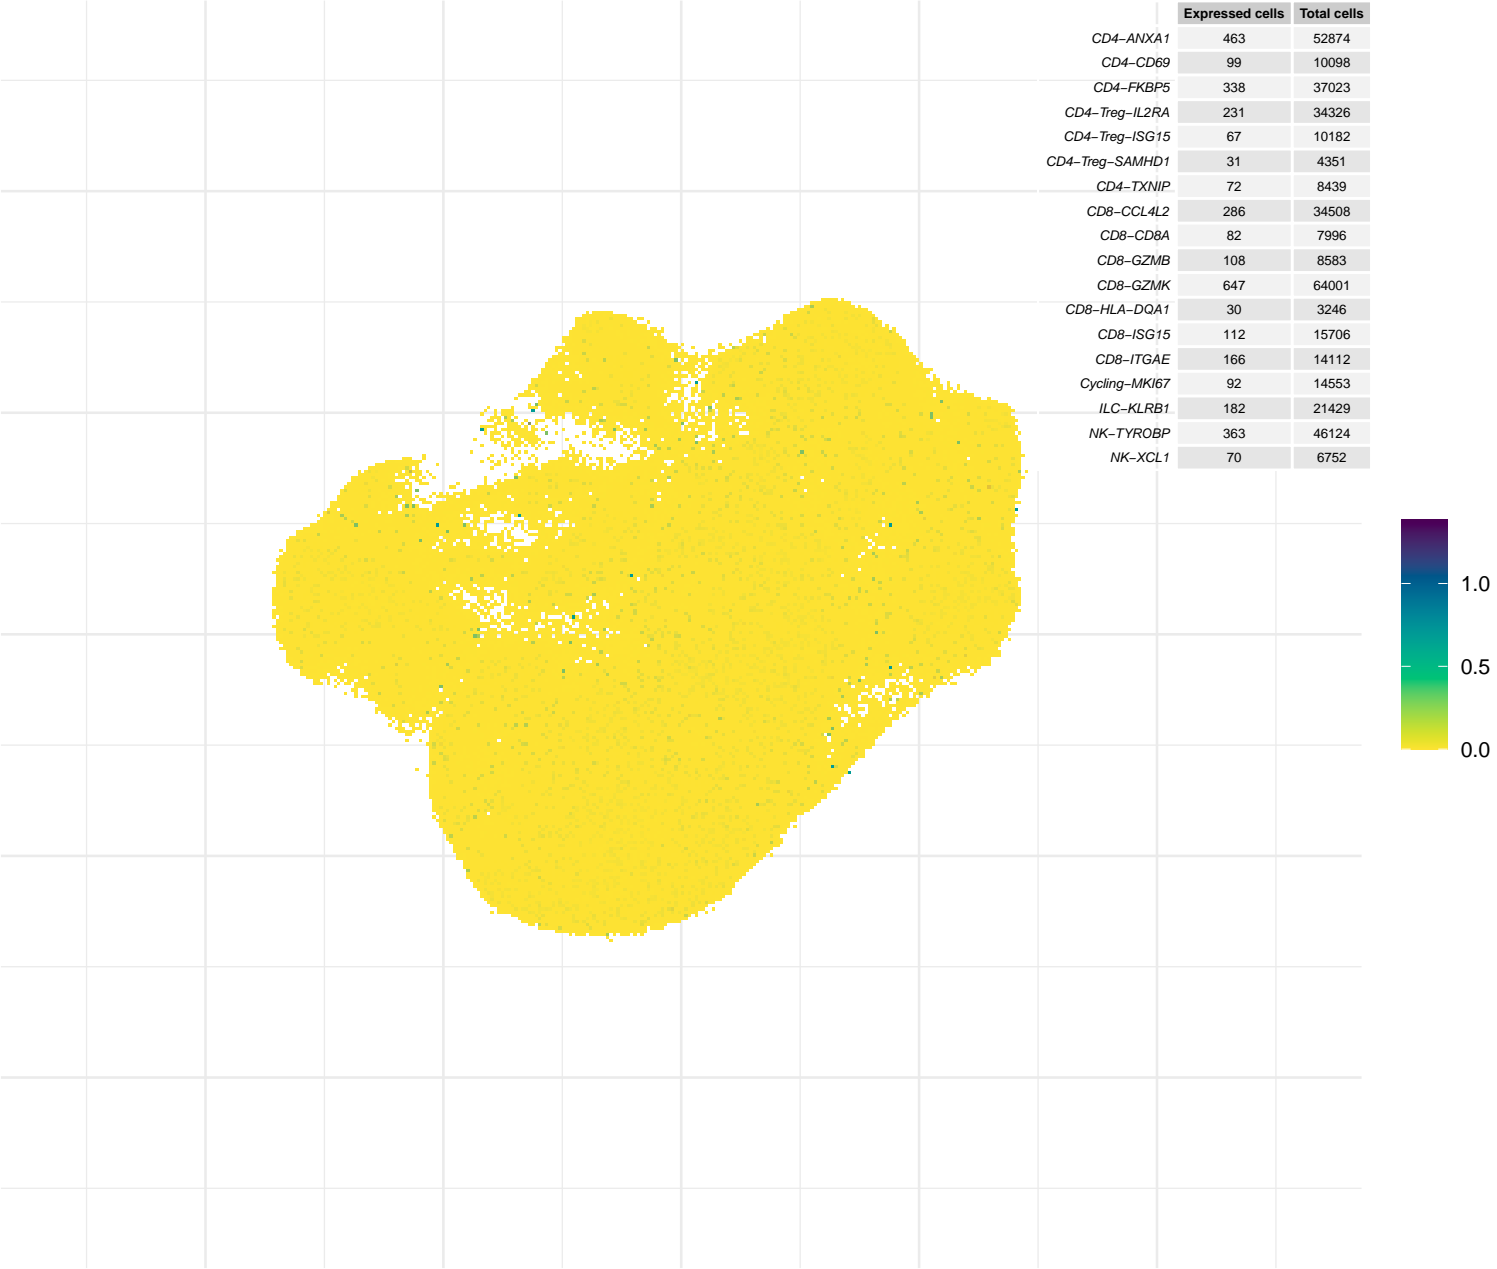 Expressed cells Total cells
CD4−ANXA1 463 52874
CD4−CD69 99 10098
CD4−FKBP5 338 37023
CD4−Treg−IL2RA 231 34326
CD4−Treg−ISG15 67 10182
CD4−Treg−SAMHD1 31 4351
CD4−TXNIP 72 8439
CD8−CCL4L2 286 34508
CD8−CD8A 82 7996
CD8−GZMB 108 8583
CD8−GZMK 647 64001
CD8−HLA−DQA1 30 3246
CD8−ISG15 112 15706
CD8−ITGAE 166 14112
Cycling−MKI67 92 14553
ILC−KLRB1 182 21429
NK−TYROBP 363 46124
NK−XCL1 70 6752
1.0
0.5
0.0